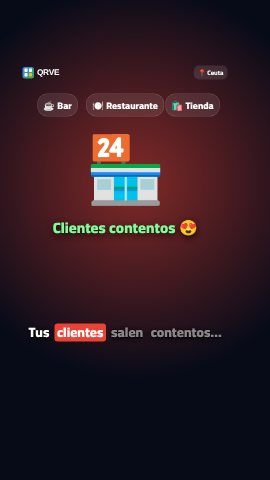 QRVE
📍 Ceuta
☕ Bar
🍽️ Restaurante
🛍️ Tienda
24
Clientes contentos 😍
Tus clientes salen contentos...